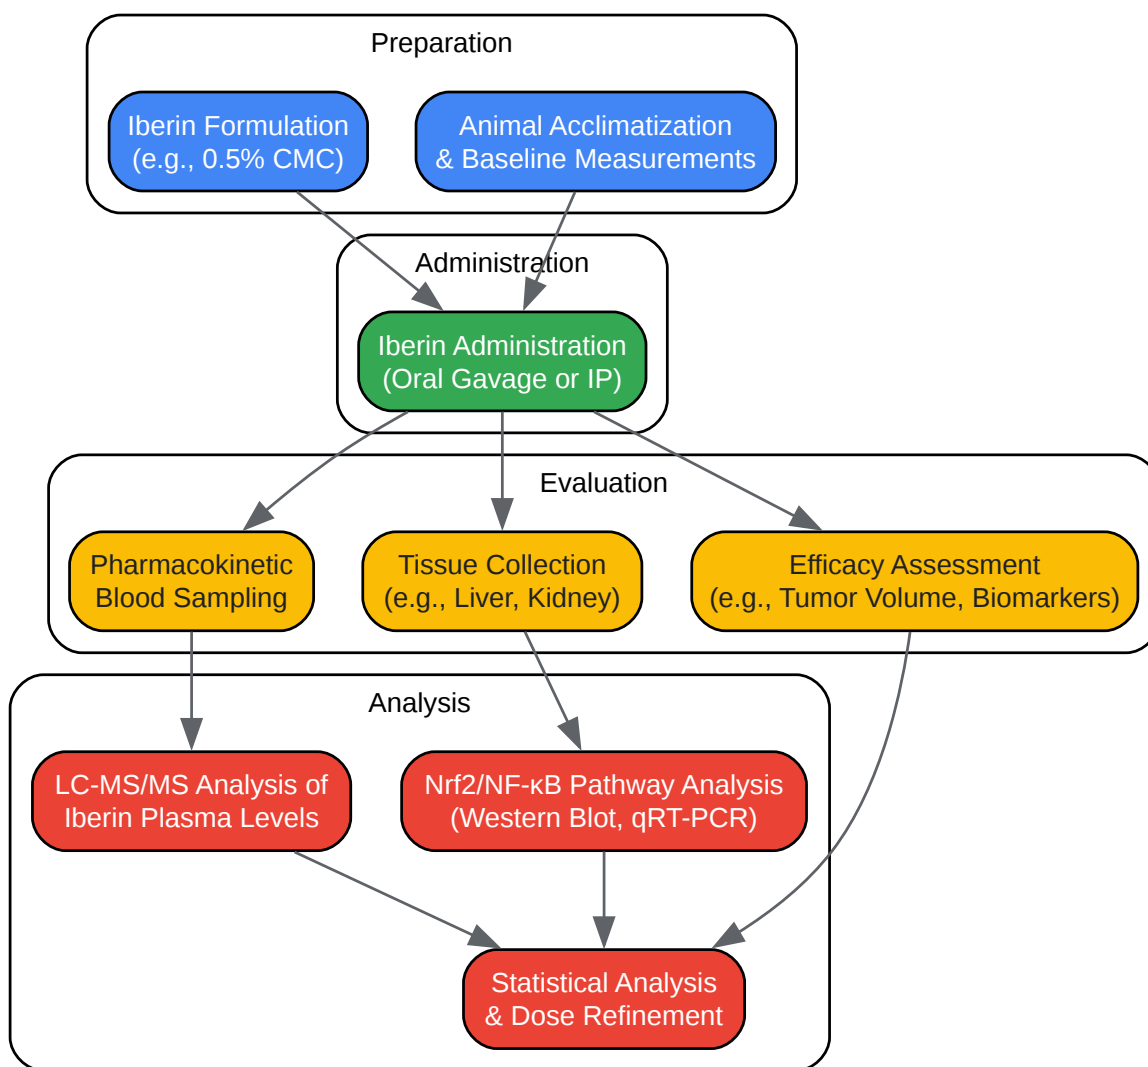 Preparation
Iberin Formulation
(e.g., 0.5% CMC)
Animal Acclimatization
& Baseline Measurements
Administration
Iberin Administration
(Oral Gavage or IP)
Evaluation
Pharmacokinetic
Blood Sampling
Tissue Collection
(e.g., Liver, Kidney)
Efficacy Assessment
(e.g., Tumor Volume, Biomarkers)
Analysis
LC-MS/MS Analysis of
Iberin Plasma Levels
Nrf2/NF-κB Pathway Analysis
(Western Blot, qRT-PCR)
Statistical Analysis
& Dose Refinement